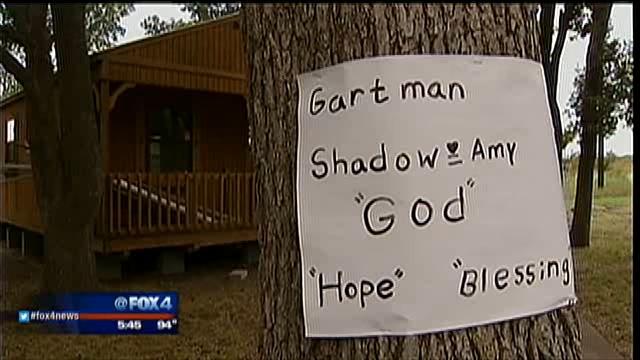 Gartman
Shadow & Amy
"God"
"Hope" "Blessing
@FOX4
#fox4news 5:45 94°